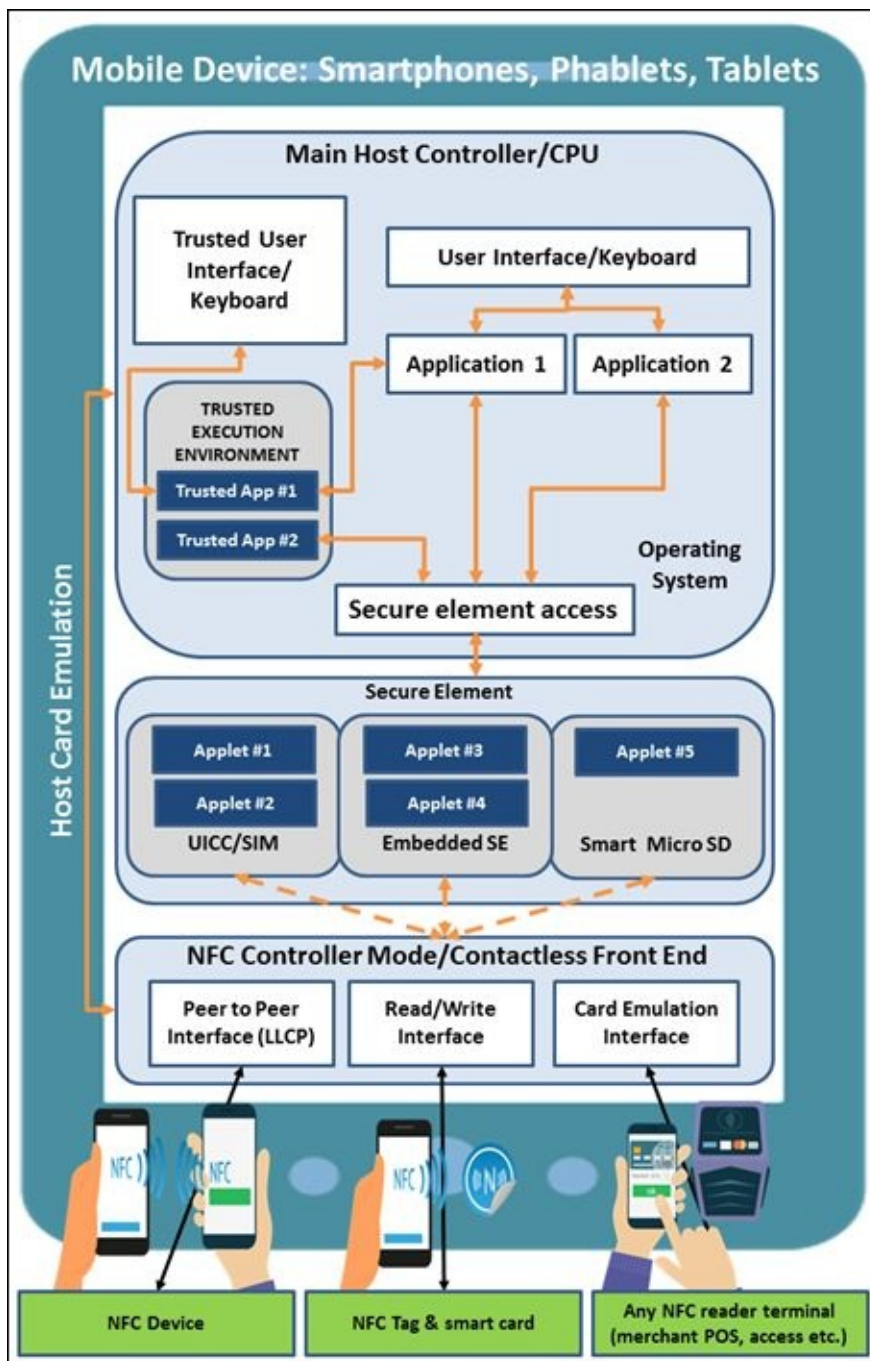 Mobile Device: Smartphones, Phablets, Tablets
Main Host Controller/CPU
Trusted User
Interface/
Keyboard
User Interface/Keyboard
Application 1
Application 2
TRUSTED
EXECUTION
ENVIRONMENT
Trusted App #1
Trusted App #2
Operating
System
Secure element access
Host Card Emulation
Secure Element
Applet #1
Applet #2
UICC/SIM
Applet #3
Applet #4
Embedded SE
Applet #5
Smart Micro SD
NFC Controller Mode/Contactless Front End
Peer to Peer
Interface (LLCP)
Read/Write
Interface
Card Emulation
Interface
NFC
NFC
NFC
N
NFC Device
NFC Tag & smart card
Any NFC reader terminal
(merchant POS, access etc.)